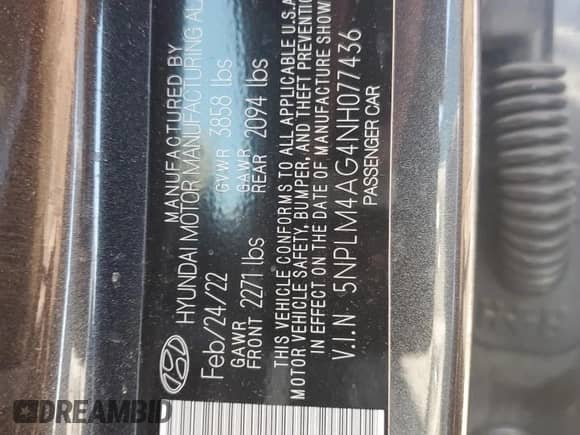 MANUFACTURED BY
HYUNDAI MOTOR MANUFACTURING AL
Feb/24/22 GVWR 3858 lbs
GAWR GAWR
FRONT 2271 lbs REAR 2094 lbs
THIS VEHICLE CONFORMS TO ALL APPLICABLE U.S.A
MOTOR VEHICLE SAFETY, BUMPER, AND THEFT PREVENTION
IN EFFECT ON THE DATE OF MANUFACTURE SHOW
V.I.N 5NPLM4AG4NH077436
PASSENGER CAR
DREAMBID